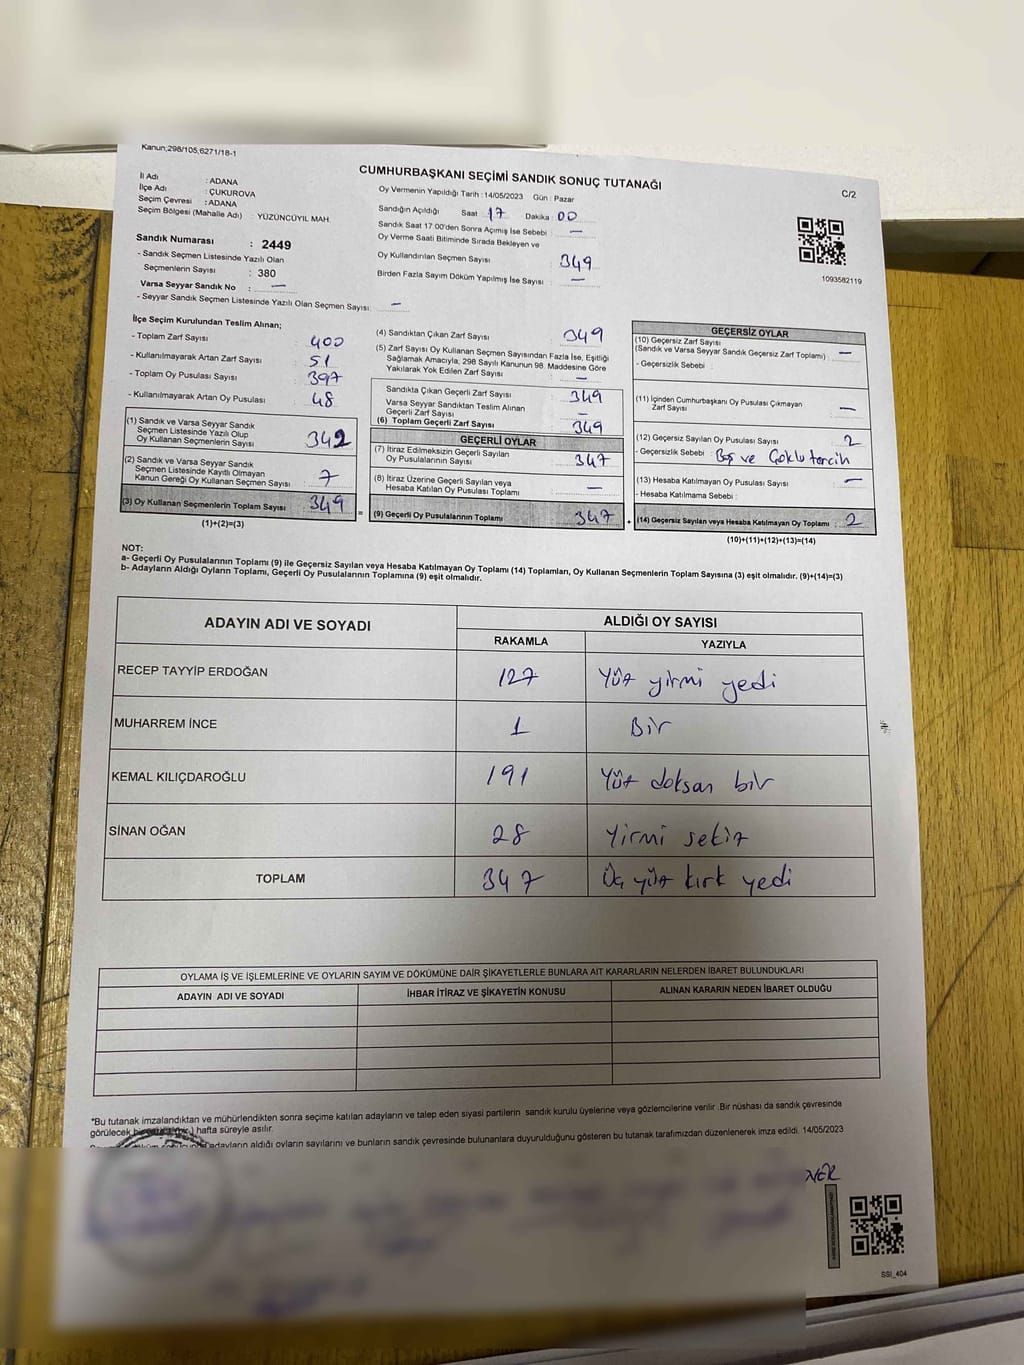 Kanun;298/105,6271/18-1
CUMHURBAŞKANI SEÇİMİ SANDIK SONUÇ TUTANAĞI
C/2
İl Adı : ADANA
İlçe Adı : ÇUKUROVA
Seçim Çevresi : ADANA
Seçim Bölgesi (Mahalle Adı) : YÜZÜNCÜYIL MAH.
Oy Vermenin Yapıldığı Tarih : 14/05/2023 Gün : Pazar
Sandığın Açıldığı Saat 17 Dakika 00
Sandık Saat 17:00'den Sonra Açımış İse Sebebi : —
Oy Verme Saati Bitiminde Sırada Bekleyen ve
Oy Kullandırılan Seçmen Sayısı : 349
Birden Fazla Sayım Döküm Yapılmış İse Sayısı : —
1093582119
Sandık Numarası : 2449
- Sandık Seçmen Listesinde Yazılı Olan
Seçmenlerin Sayısı : 380
Varsa Seyyar Sandık No : —
- Seyyar Sandık Seçmen Listesinde Yazılı Olan Seçmen Sayısı: —
İlçe Seçim Kurulundan Teslim Alınan;
- Toplam Zarf Sayısı : 400
- Kullanılmayarak Artan Zarf Sayısı : 51
- Toplam Oy Pusulası Sayısı : 397
- Kullanılmayarak Artan Oy Pusulası : 48
(1) Sandık ve Varsa Seyyar Sandık
Seçmen Listesinde Yazılı Olup
Oy Kullanan Seçmenlerin Sayısı : 342
(2) Sandık ve Varsa Seyyar Sandık
Seçmen Listesinde Kayıtlı Olmayan
Kanun Gereği Oy Kullanan Seçmen Sayısı : 7
(3) Oy Kullanan Seçmenlerin Toplam Sayısı : 349
(1)+(2)=(3)
(4) Sandıktan Çıkan Zarf Sayısı : 349
(5) Zarf Sayısı Oy Kullanan Seçmen Sayısından Fazla İse, Eşitliği
Sağlamak Amacıyla, 298 Sayılı Kanunun 98. Maddesine Göre
Yakılarak Yok Edilen Zarf Sayısı : —
Sandıkta Çıkan Geçerli Zarf Sayısı : 349
Varsa Seyyar Sandıktan Teslim Alınan
Geçerli Zarf Sayısı : —
(6) Toplam Geçerli Zarf Sayısı : 349
GEÇERLİ OYLAR
(7) İtiraz Edilmeksizin Geçerli Sayılan
Oy Pusulalarının Sayısı : 347
(8) İtiraz Üzerine Geçerli Sayılan veya
Hesaba Katılan Oy Pusulası Toplamı : —
= (9) Geçerli Oy Pusulalarının Toplamı : 347
GEÇERSİZ OYLAR
(10) Geçersiz Zarf Sayısı
(Sandık ve Varsa Seyyar Sandık Geçersiz Zarf Toplamı) : —
- Geçersizlik Sebebi :
(11) İçinden Cumhurbaşkanı Oy Pusulası Çıkmayan
Zarf Sayısı : —
(12) Geçersiz Sayılan Oy Pusulası Sayısı : 2
- Geçersizlik Sebebi : Boş ve Çoklu tercih
(13) Hesaba Katılmayan Oy Pusulası Sayısı : —
- Hesaba Katılmama Sebebi :
+ (14) Geçersiz Sayılan veya Hesaba Katılmayan Oy Toplamı : 2
(10)+(11)+(12)+(13)=(14)
NOT:
a- Geçerli Oy Pusulalarının Toplamı (9) ile Geçersiz Sayılan veya Hesaba Katılmayan Oy Toplamı (14) Toplamları, Oy Kullanan Seçmenlerin Toplam Sayısına (3) eşit olmalıdır. (9)+(14)=(3)
b- Adayların Aldığı Oyların Toplamı, Geçerli Oy Pusulalarının Toplamına (9) eşit olmalıdır.
ADAYIN ADI VE SOYADI
ALDIĞI OY SAYISI
RAKAMLA YAZIYLA
RECEP TAYYİP ERDOĞAN 127 Yüz yirmi yedi
MUHARREM İNCE 1 Bir
KEMAL KILIÇDAROĞLU 191 Yüz doksan bir
SİNAN OĞAN 28 Yirmi sekiz
TOPLAM 347 Üç yüz kırk yedi
OYLAMA İŞ VE İŞLEMLERİNE VE OYLARIN SAYIM VE DÖKÜMÜNE DAİR ŞİKAYETLERLE BUNLARA AİT KARARLARIN NELERDEN İBARET BULUNDUKLARI
ADAYIN ADI VE SOYADI İHBAR İTİRAZ VE ŞİKAYETİN KONUSU ALINAN KARARIN NEDEN İBARET OLDUĞU
*Bu tutanak imzalandıktan ve mühürlendikten sonra seçime katılan adayların ve talep eden siyasi partilerin sandık kurulu üyelerine veya gözlemcilerine verilir .Bir nüshası da sandık çevresinde
görülecek bir hafta süreyle asılır.
adayların aldığı oyların sayılarını ve bunların sandık çevresinde bulunanlara duyurulduğunu gösteren bu tutanak tarafımızdan düzenlenerek imza edildi. 14/05/2023
SSI_404